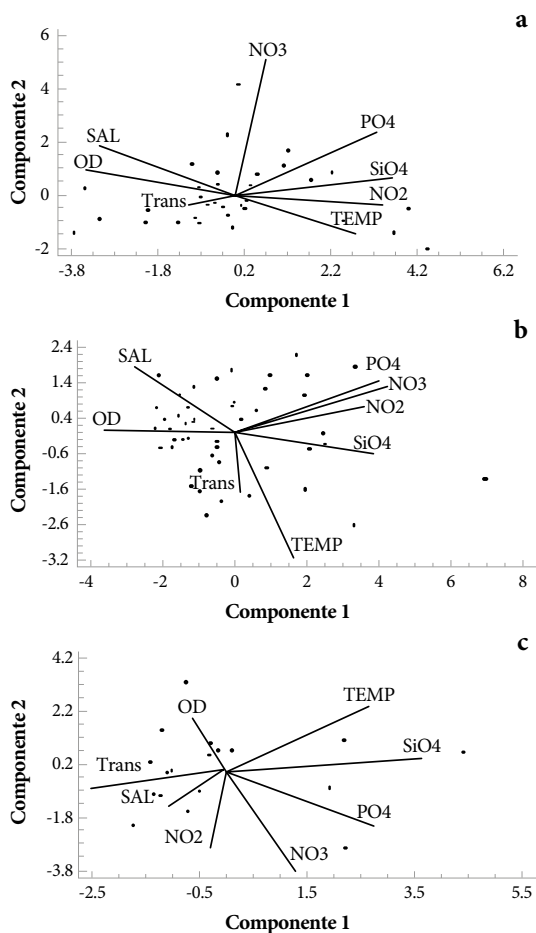 a
Componente 2
6
4
2
0
-2
NO3
PO4
SAL
OD
SiO4
NO2
Trans
TEMP
-3.8 -1.8 0.2 2.2 4.2 6.2
Componente 1
b
Componente 2
2.4
1.4
0.4
-0.6
-1.6
-2.6
-3.2
SAL
PO4
NO3
NO2
OD
SiO4
Trans
TEMP
-4 -2 0 2 4 6 8
Componente 1
c
Componente 2
4.2
2.2
0.2
-1.8
-3.8
TEMP
OD
SiO4
Trans
SAL
PO4
NO2
NO3
-2.5 -0.5 1.5 3.5 5.5
Componente 1